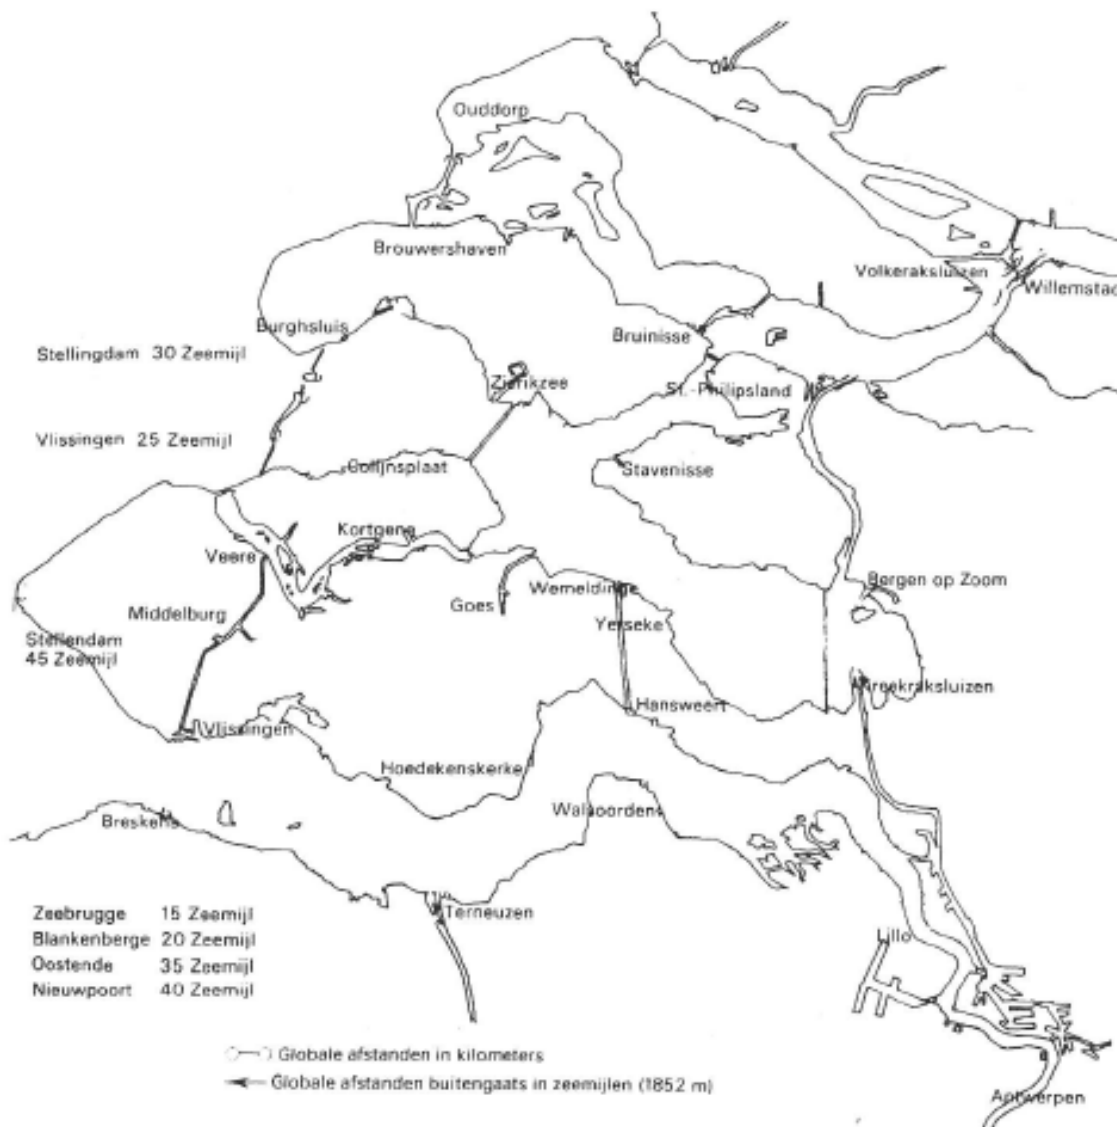 Ouddorp
Brouwershaven
Volkeraksluizen
Willemstad
Burghsluis
Bruinisse
Stellingdam 30 Zeemijl
Zierikzee
St.-Philipsland
Vlissingen 25 Zeemijl
Colijnsplaat
Stavenisse
Kortgene
Veere
Bergen op Zoom
Wemeldinge
Goes
Middelburg
Yerseke
Stellendam
45 Zeemijl
Kreekraksluizen
Hansweert
Vlissingen
Hoedekenskerke
Walsoorden
Breskens
Zeebrugge 15 Zeemijl
Terneuzen
Blankenberge 20 Zeemijl
Lillo
Oostende 35 Zeemijl
Nieuwpoort 40 Zeemijl
Globale afstanden in kilometers
Globale afstanden buitengaats in zeemijlen (1852 m)
Antwerpen